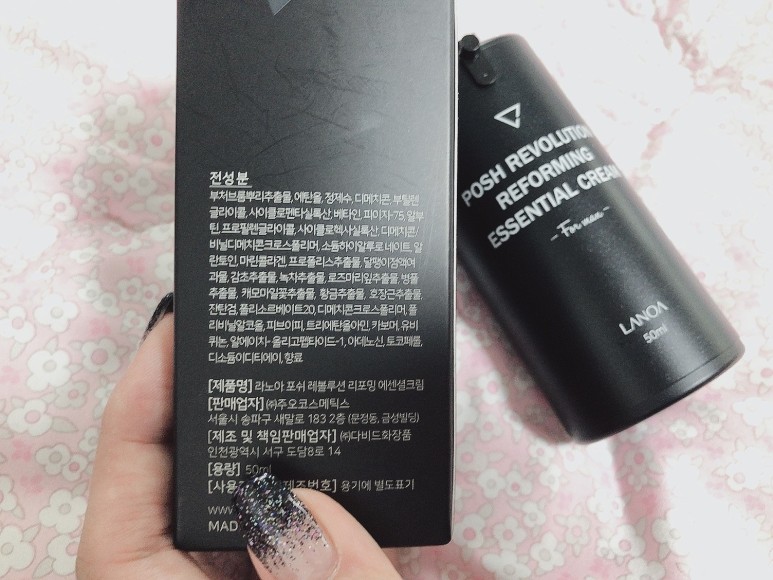 전성분
부처브룸뿌리추출물, 에탄올, 정제수, 디메치콘, 부틸렌
글라이콜, 사이클로펜타실록산, 베타인, 피이지-75, 알부
틴, 프로필렌글라이콜, 사이클로헥사실록산, 디메치콘/
비닐디메치콘크로스폴리머, 소듐하이알루로네이트, 알
란토인, 마린콜라겐, 프로폴리스추출물, 달팽이점액여
과물, 감초추출물, 녹차추출물, 로즈마리잎추출물, 병풀
추출물, 캐모마일꽃추출물, 황금추출물, 호장근추출물,
잔탄검, 폴리소르베이트20, 디메치콘크로스폴리머, 폴
리비닐알코올, 피브이피, 트리에탄올아민, 카보머, 유비
퀴논, 알에이치-올리고펩타이드-1, 아데노신, 토코페롤,
디소듐이디티에이, 향료
[제품명] 라노아 포쉬 레볼루션 리포밍 에센셜크림
[판매업자] ㈜주오코스메틱스
서울시 송파구 새말로 183 2층 (문정동, 금성빌딩)
[제조 및 책임판매업자] ㈜다비드화장품
인천광역시 서구 도담8로 14
[용량] 50ml
[사용 제조번호] 용기에 별도표기
www
MAD
POSH REVOLUTION
REFORMING
ESSENTIAL CREAM
- For man -
LANOA
50ml